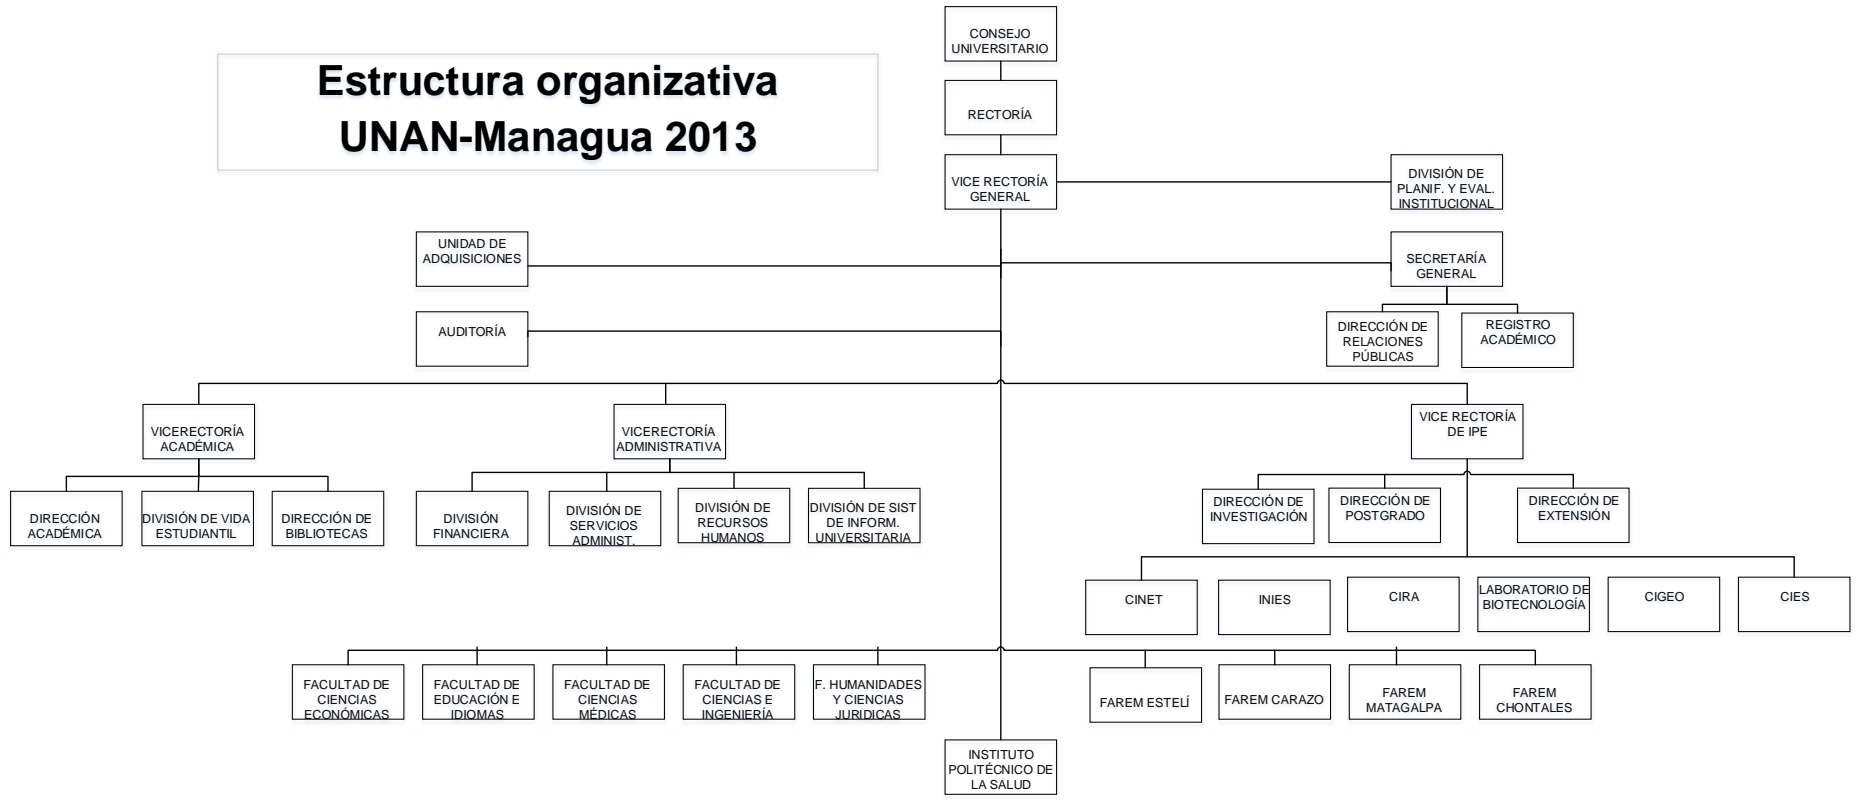 CONSEJO
UNIVERSITARIO
Estructura organizativa
UNAN-Managua 2013
RECTORÍA
VICE RECTORÍA
GENERAL
DIVISIÓN DE
PLANIF. Y EVAL.
INSTITUCIONAL
UNIDAD DE
ADQUISICIONES
SECRETARÍA
GENERAL
AUDITORÍA
DIRECCIÓN DE
RELACIONES
PÚBLICAS
REGISTRO
ACADÉMICO
VICERECTORÍA
ACADÉMICA
VICERECTORÍA
ADMINISTRATIVA
VICE RECTORÍA
DE IPE
DIRECCIÓN
ACADÉMICA
DIVISIÓN DE VIDA
ESTUDIANTIL
DIRECCIÓN DE
BIBLIOTECAS
DIVISIÓN
FINANCIERA
DIVISIÓN DE
SERVICIOS
ADMINIST.
DIVISIÓN DE
RECURSOS
HUMANOS
DIVISIÓN DE SIST
DE INFORM.
UNIVERSITARIA
DIRECCIÓN DE
INVESTIGACIÓN
DIRECCIÓN DE
POSTGRADO
DIRECCIÓN DE
EXTENSIÓN
CINET
INIES
CIRA
LABORATORIO DE
BIOTECNOLOGÍA
CIGEO
CIES
FACULTAD DE
CIENCIAS
ECONÓMICAS
FACULTAD DE
EDUCACIÓN E
IDIOMAS
FACULTAD DE
CIENCIAS
MÉDICAS
FACULTAD DE
CIENCIAS E
INGENIERÍA
F. HUMANIDADES
Y CIENCIAS
JURIDICAS
FAREM ESTELÍ
FAREM CARAZO
FAREM
MATAGALPA
FAREM
CHONTALES
INSTITUTO
POLITÉCNICO DE
LA SALUD